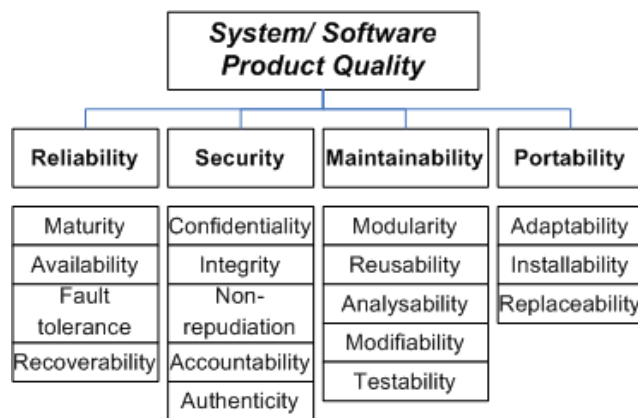 System/ Software
Product Quality
Reliability
Security
Maintainability
Portability
Maturity
Availability
Fault
tolerance
Recoverability
Confidentiality
Integrity
Non-
repudiation
Accountability
Authenticity
Modularity
Reusability
Analysability
Modifiability
Testability
Adaptability
Installability
Replaceability